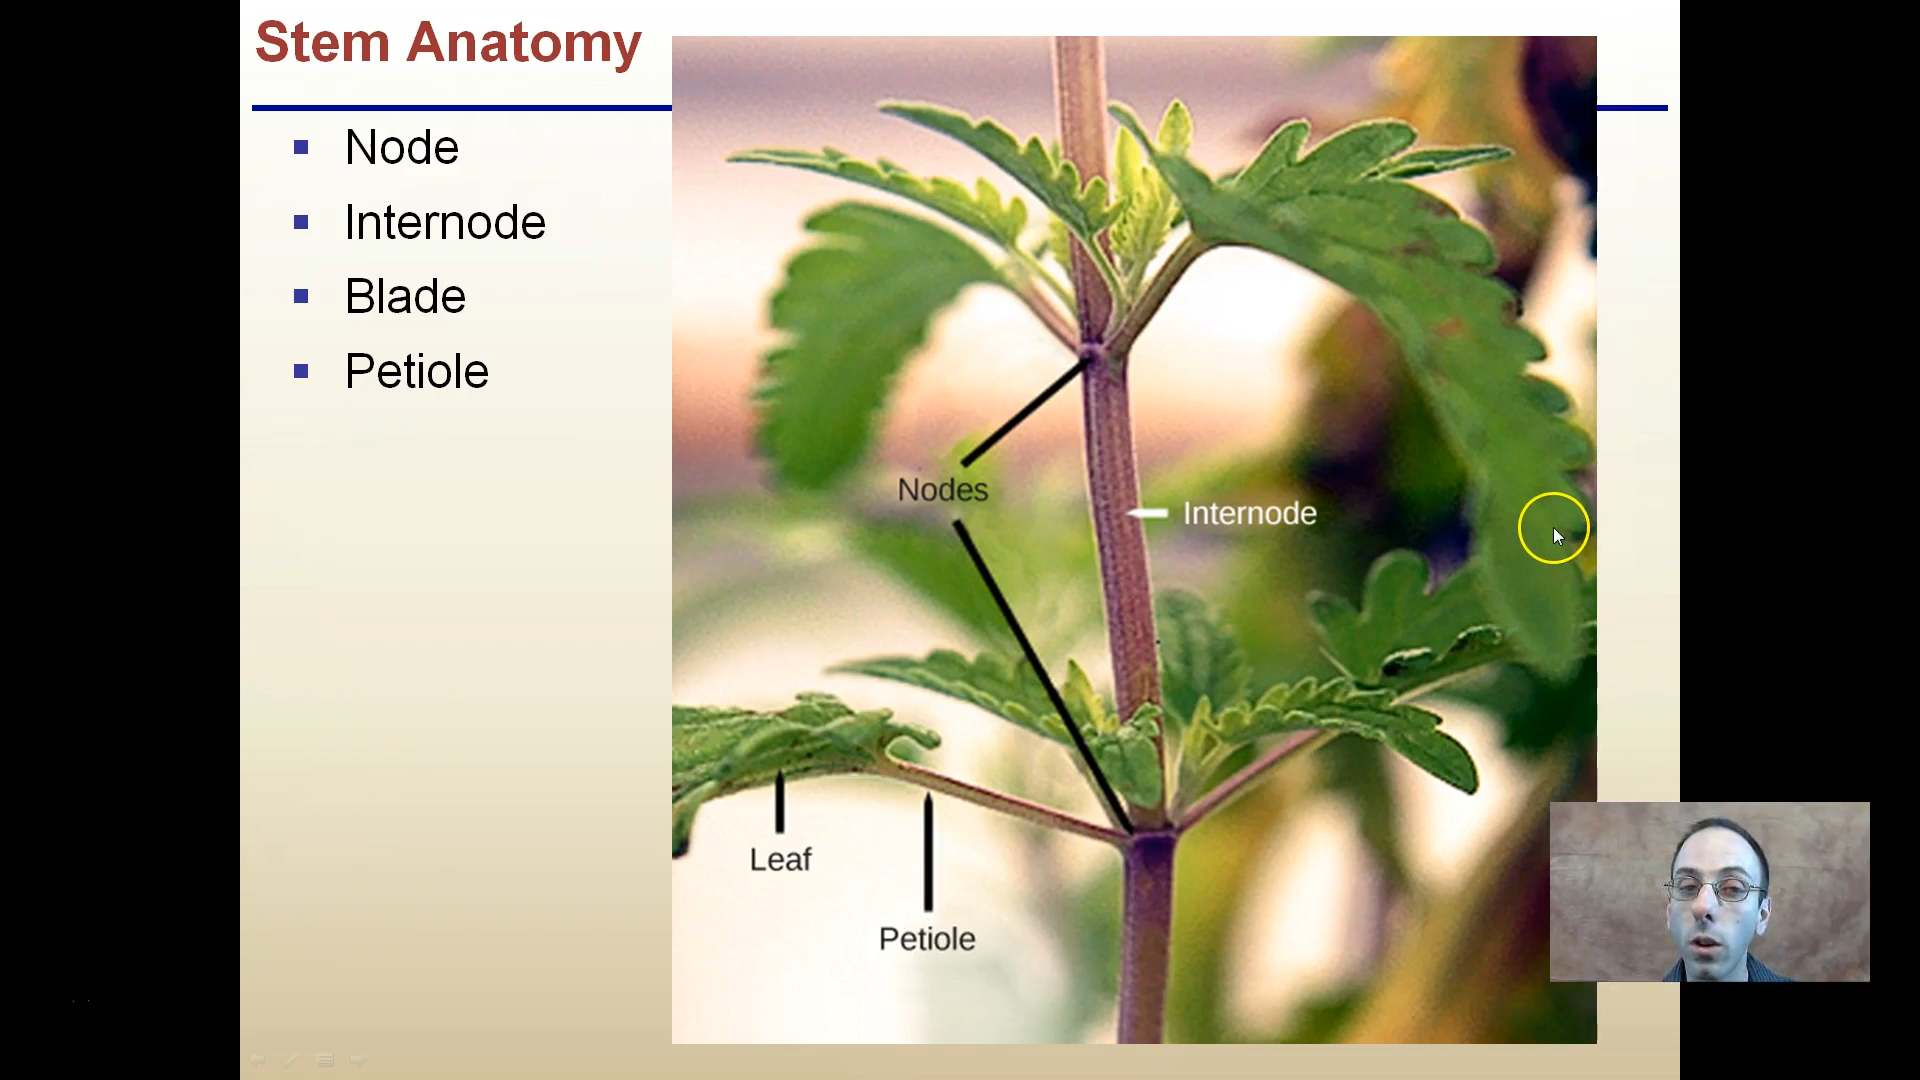 Stem Anatomy
Node
Internode
Blade
Petiole
Nodes
Internode
Leaf
Petiole